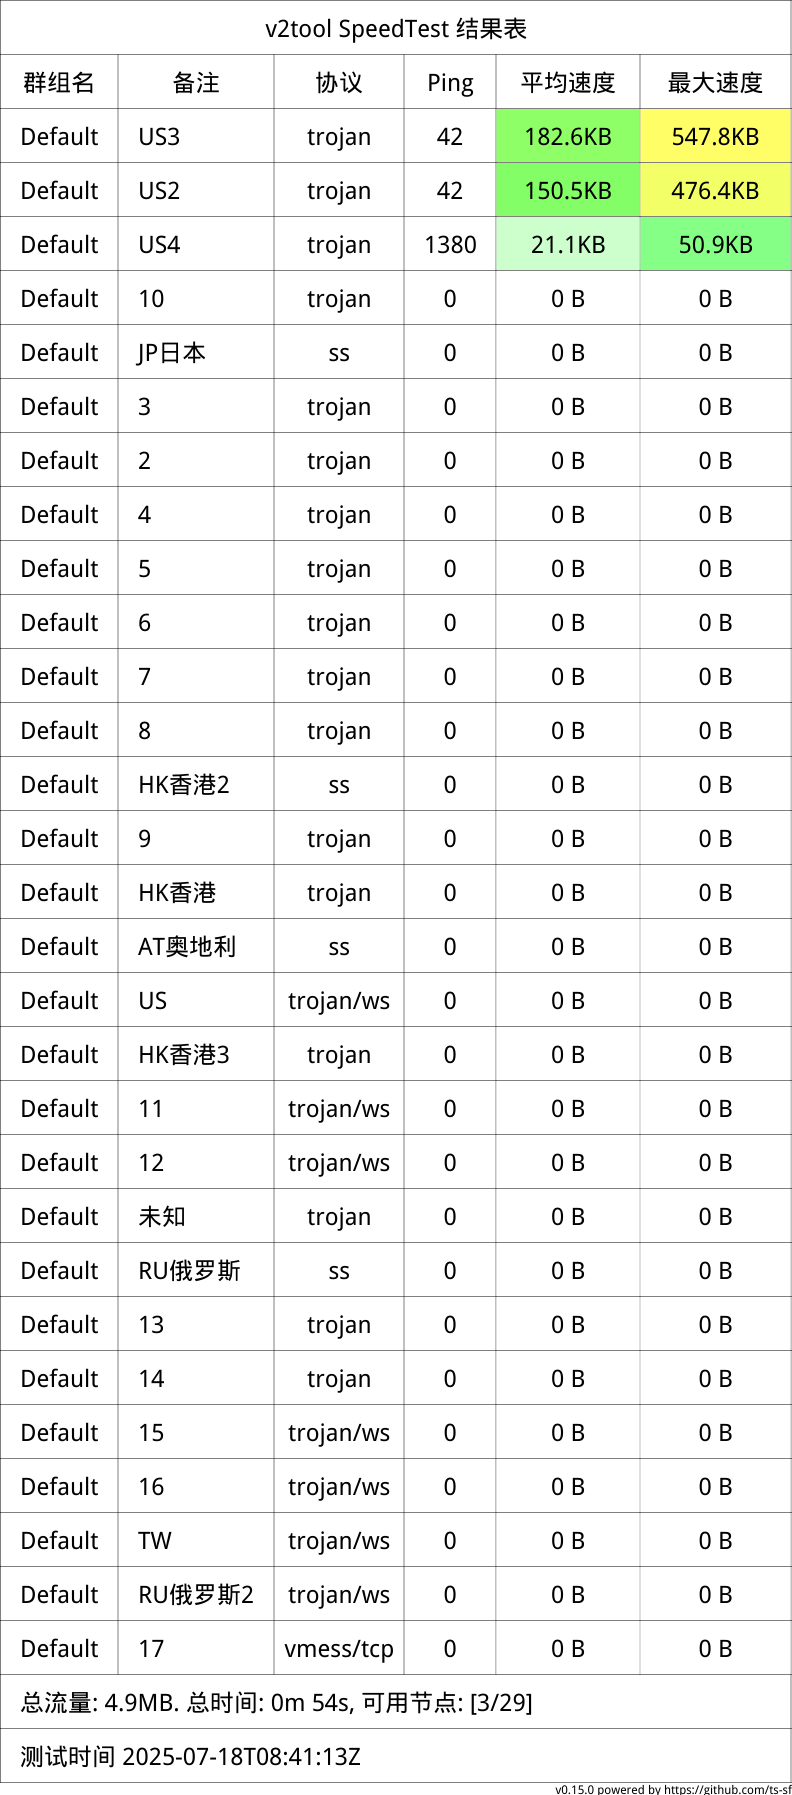 v2tool SpeedTest 结果表
群组名 备注 协议 Ping 平均速度 最大速度
Default US3 trojan 42 182.6KB 547.8KB
Default US2 trojan 42 150.5KB 476.4KB
Default US4 trojan 1380 21.1KB 50.9KB
Default 10 trojan 0 0 B 0 B
Default JP日本 ss 0 0 B 0 B
Default 3 trojan 0 0 B 0 B
Default 2 trojan 0 0 B 0 B
Default 4 trojan 0 0 B 0 B
Default 5 trojan 0 0 B 0 B
Default 6 trojan 0 0 B 0 B
Default 7 trojan 0 0 B 0 B
Default 8 trojan 0 0 B 0 B
Default HK香港2 ss 0 0 B 0 B
Default 9 trojan 0 0 B 0 B
Default HK香港 trojan 0 0 B 0 B
Default AT奥地利 ss 0 0 B 0 B
Default US trojan/ws 0 0 B 0 B
Default HK香港3 trojan 0 0 B 0 B
Default 11 trojan/ws 0 0 B 0 B
Default 12 trojan/ws 0 0 B 0 B
Default 未知 trojan 0 0 B 0 B
Default RU俄罗斯 ss 0 0 B 0 B
Default 13 trojan 0 0 B 0 B
Default 14 trojan 0 0 B 0 B
Default 15 trojan/ws 0 0 B 0 B
Default 16 trojan/ws 0 0 B 0 B
Default TW trojan/ws 0 0 B 0 B
Default RU俄罗斯2 trojan/ws 0 0 B 0 B
Default 17 vmess/tcp 0 0 B 0 B
总流量: 4.9MB. 总时间: 0m 54s, 可用节点: [3/29]
测试时间 2025-07-18T08:41:13Z
v0.15.0 powered by https://github.com/ts-sf